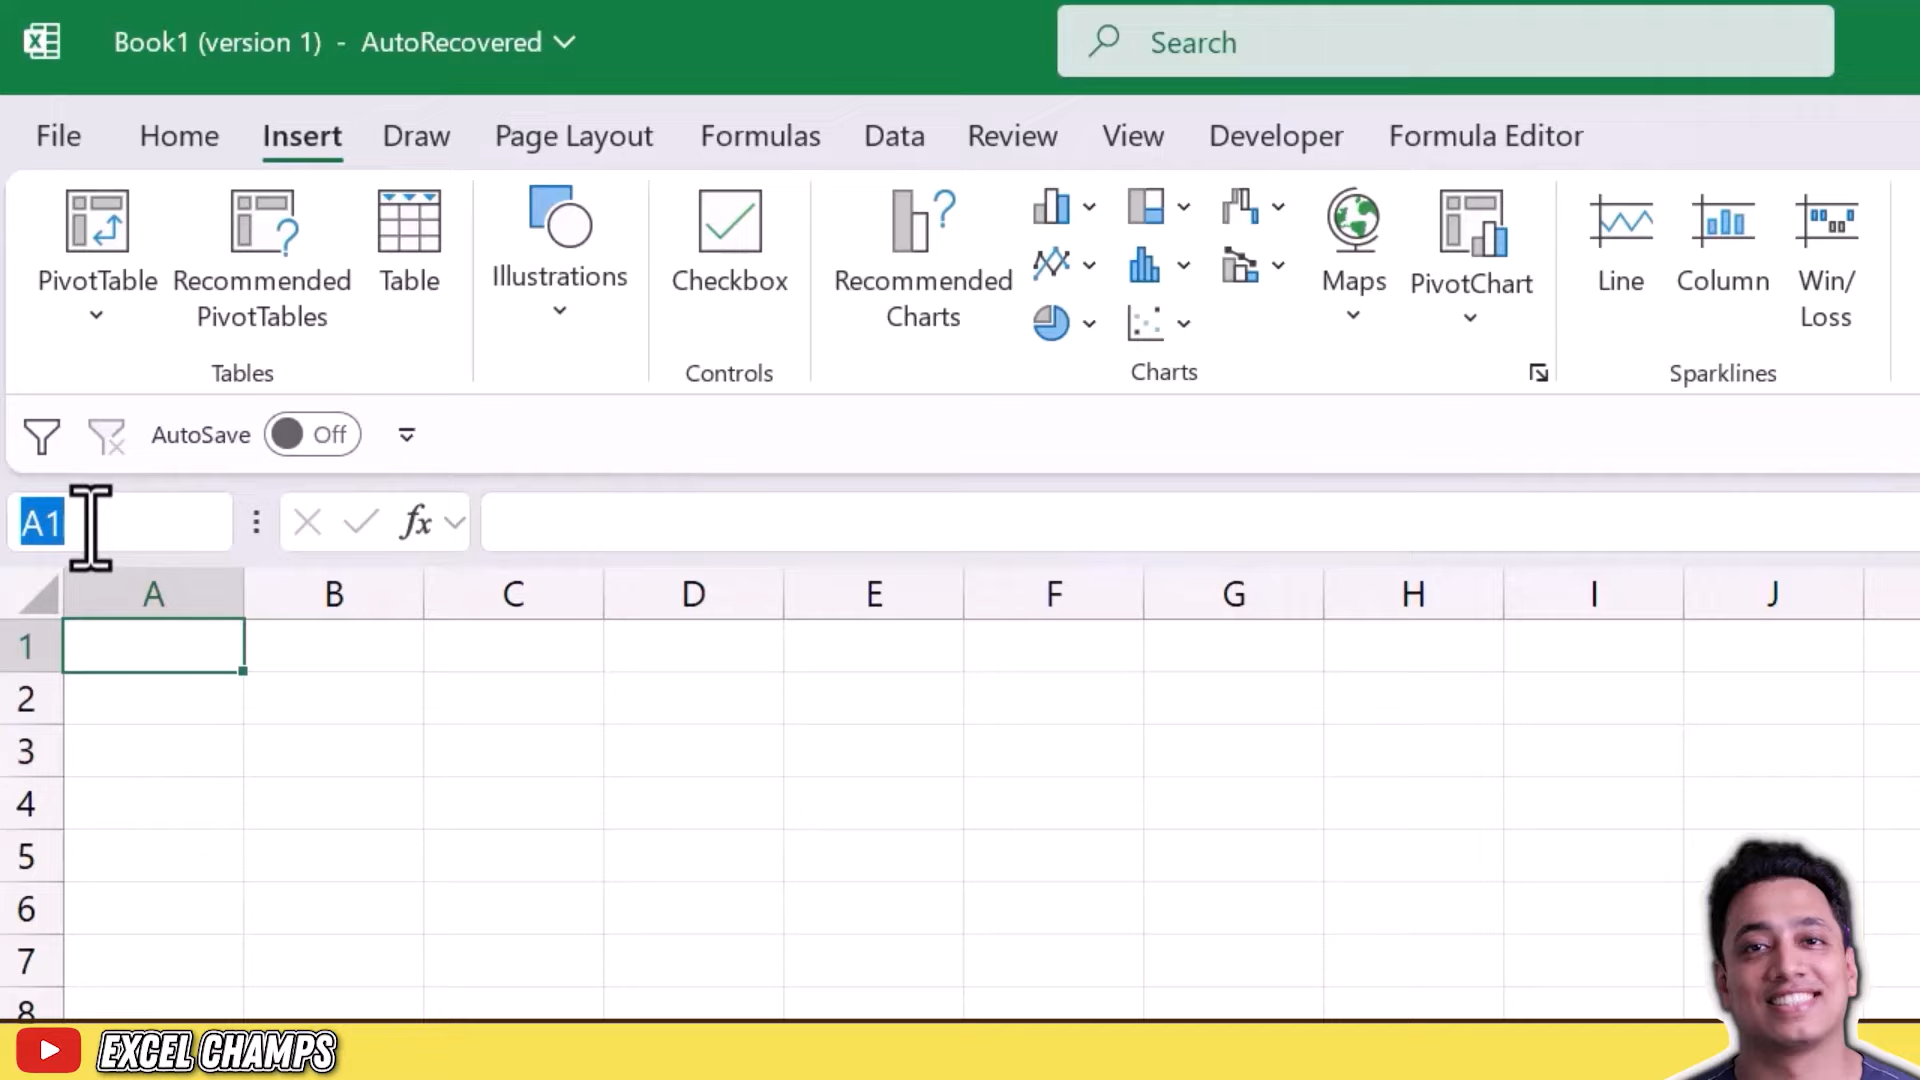 Book1 (version 1) - AutoRecovered
Search
File Home Insert Draw Page Layout Formulas Data Review View Developer Formula Editor
PivotTable
Recommended
PivotTables
Table
Tables
Illustrations
Checkbox
Controls
Recommended
Charts
Maps
PivotChart
Charts
Line
Column
Win/
Loss
Sparklines
AutoSave Off
A1
fx
A B C D E F G H I J
1
2
3
4
5
6
7
8
EXCEL CHAMPS